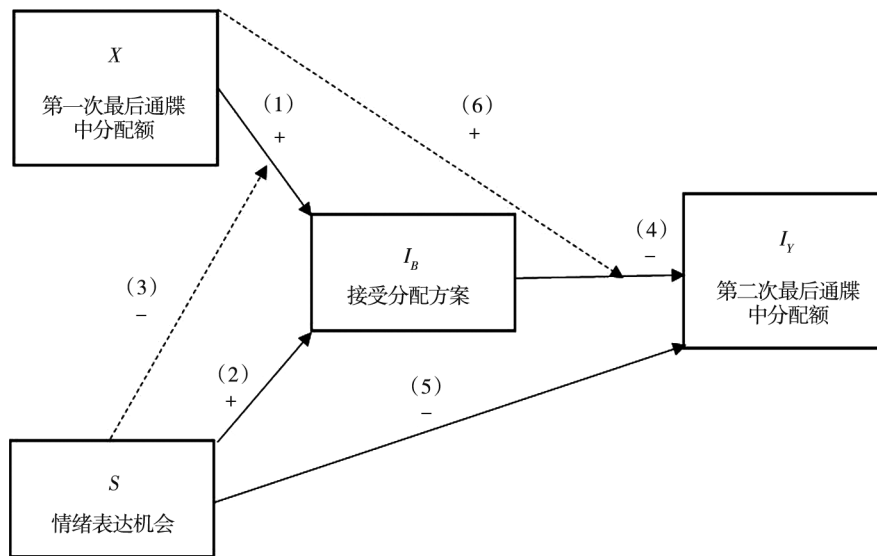 X
第一次最后通牒
中分配额
（1）
+
（6）
+
（3）
−
I_B
接受分配方案
（4）
−
I_Y
第二次最后通牒
中分配额
（2）
+
（5）
−
S
情绪表达机会